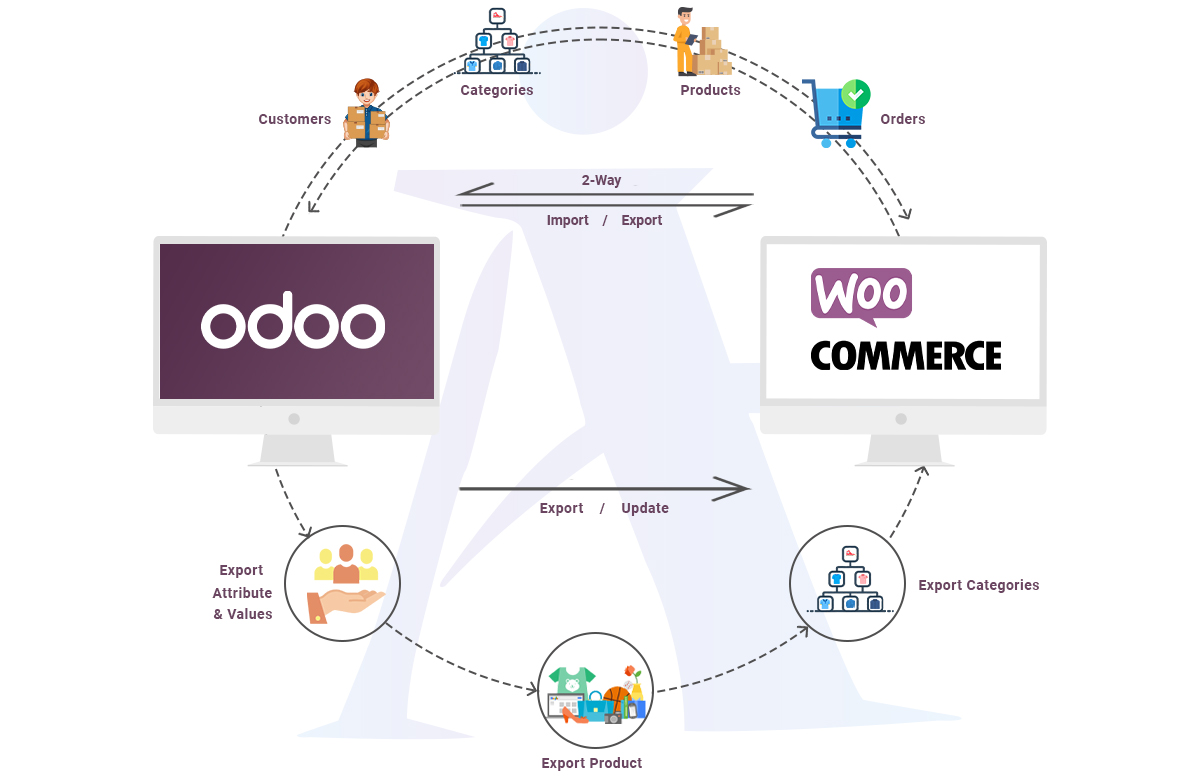 Categories
Products
Customers
Orders
2-Way
Import / Export
odoo
Woo
COMMERCE
Export / Update
Export
Attribute
& Values
Export Categories
Export Product